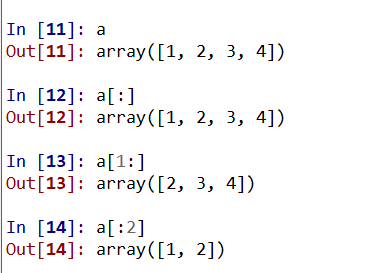 In [11]: a
Out[11]: array([1, 2, 3, 4])
In [12]: a[:]
Out[12]: array([1, 2, 3, 4])
In [13]: a[1:]
Out[13]: array([2, 3, 4])
In [14]: a[:2]
Out[14]: array([1, 2])